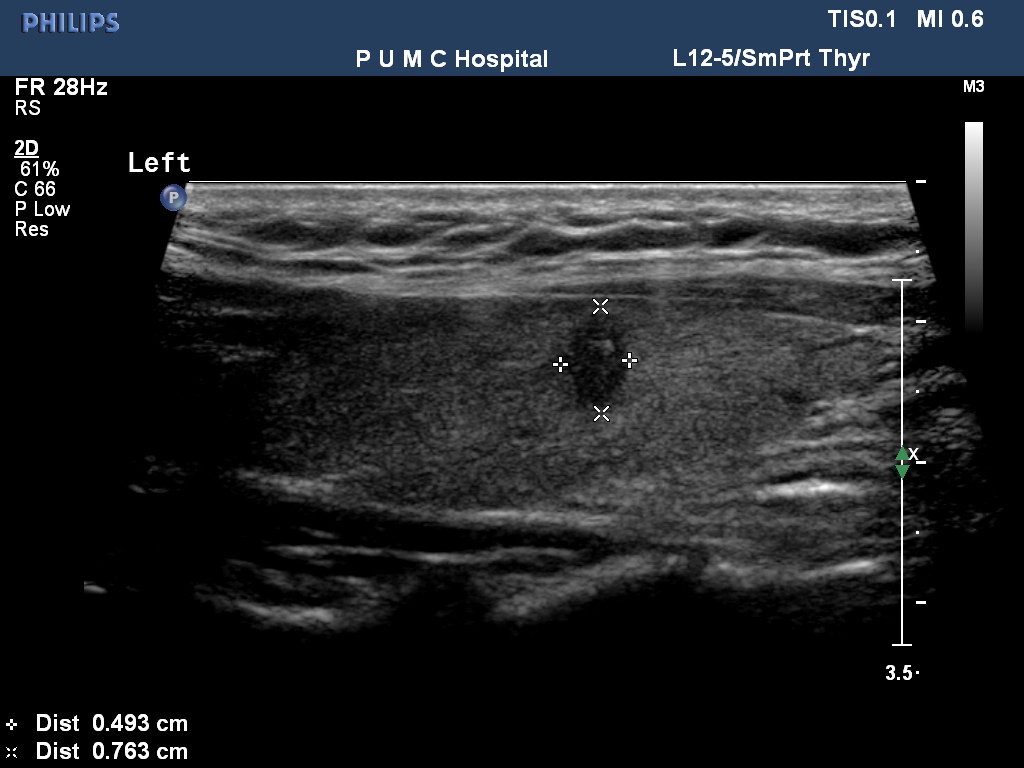 PHILIPS
TIS0.1 MI 0.6
P U M C Hospital
L12-5/SmPrt Thyr
FR 28Hz
RS
M3
2D
61%
C 66
P Low
Res
Left
P
X
3.5
Dist 0.493 cm
Dist 0.763 cm